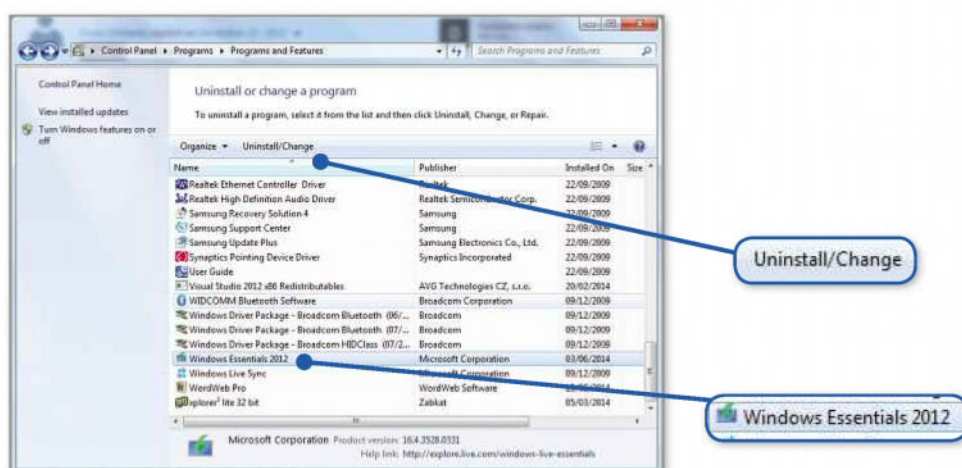 Control Panel ▸ Programs ▸ Programs and Features
Search Programs and Features
Control Panel Home
View installed updates
Turn Windows features on or off
Uninstall or change a program
To uninstall a program, select it from the list and then click Uninstall, Change, or Repair.
Organize Uninstall/Change
Name Publisher Installed On Size
Realtek Ethernet Controller Driver Realtek 22/09/2009
Realtek High Definition Audio Driver Realtek Semiconductor Corp. 22/09/2009
Samsung Recovery Solution 4 Samsung 22/09/2009
Samsung Support Center Samsung 22/09/2009
Samsung Update Plus Samsung Electronics Co., Ltd. 22/09/2009
Synaptics Pointing Device Driver Synaptics Incorporated 22/09/2009
User Guide 22/09/2009
Visual Studio 2012 x86 Redistributables AVG Technologies CZ, s.r.o. 20/02/2014
WIDCOMM Bluetooth Software Broadcom Corporation 09/12/2009
Windows Driver Package - Broadcom Bluetooth (06/... Broadcom 09/12/2009
Windows Driver Package - Broadcom Bluetooth (07/... Broadcom 09/12/2009
Windows Driver Package - Broadcom HIDClass (07/2... Broadcom 09/12/2009
Windows Essentials 2012 Microsoft Corporation 03/06/2014
Windows Live Sync Microsoft Corporation 09/12/2009
WordWeb Pro WordWeb Software
xplorer² lite 32 bit Zabkat 05/03/2014
Microsoft Corporation Product version: 16.4.3528.0331
Help link: http://explore.live.com/windows-live-essentials
Uninstall/Change
Windows Essentials 2012